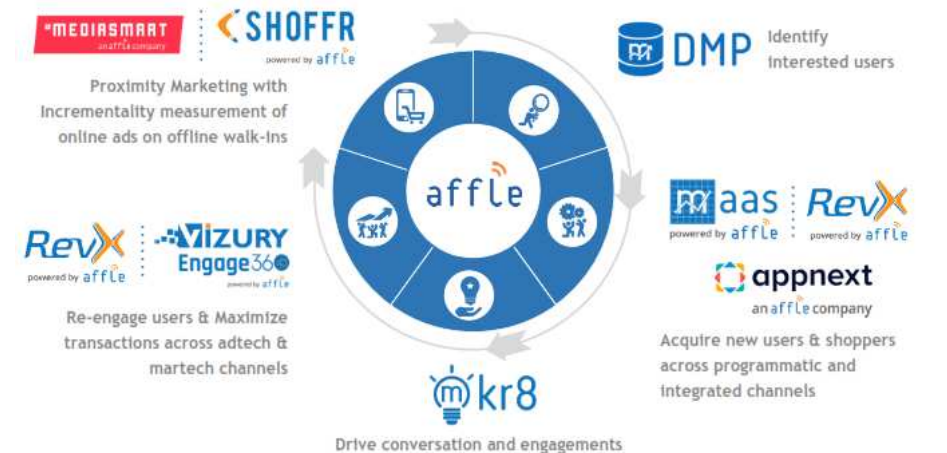 MEDIASMART
an affle company
SHOFFR
powered by affle
Proximity Marketing with
Incrementality measurement of
online ads on offline walk-ins
DMP
Identify
interested users
affle
maas
powered by affle
RevX
powered by affle
appnext
an affle company
Acquire new users & shoppers
across programmatic and
integrated channels
RevX
powered by affle
VIZURY
Engage360
powered by affle
Re-engage users & Maximize
transactions across adtech &
martech channels
mkr8
Drive conversation and engagements